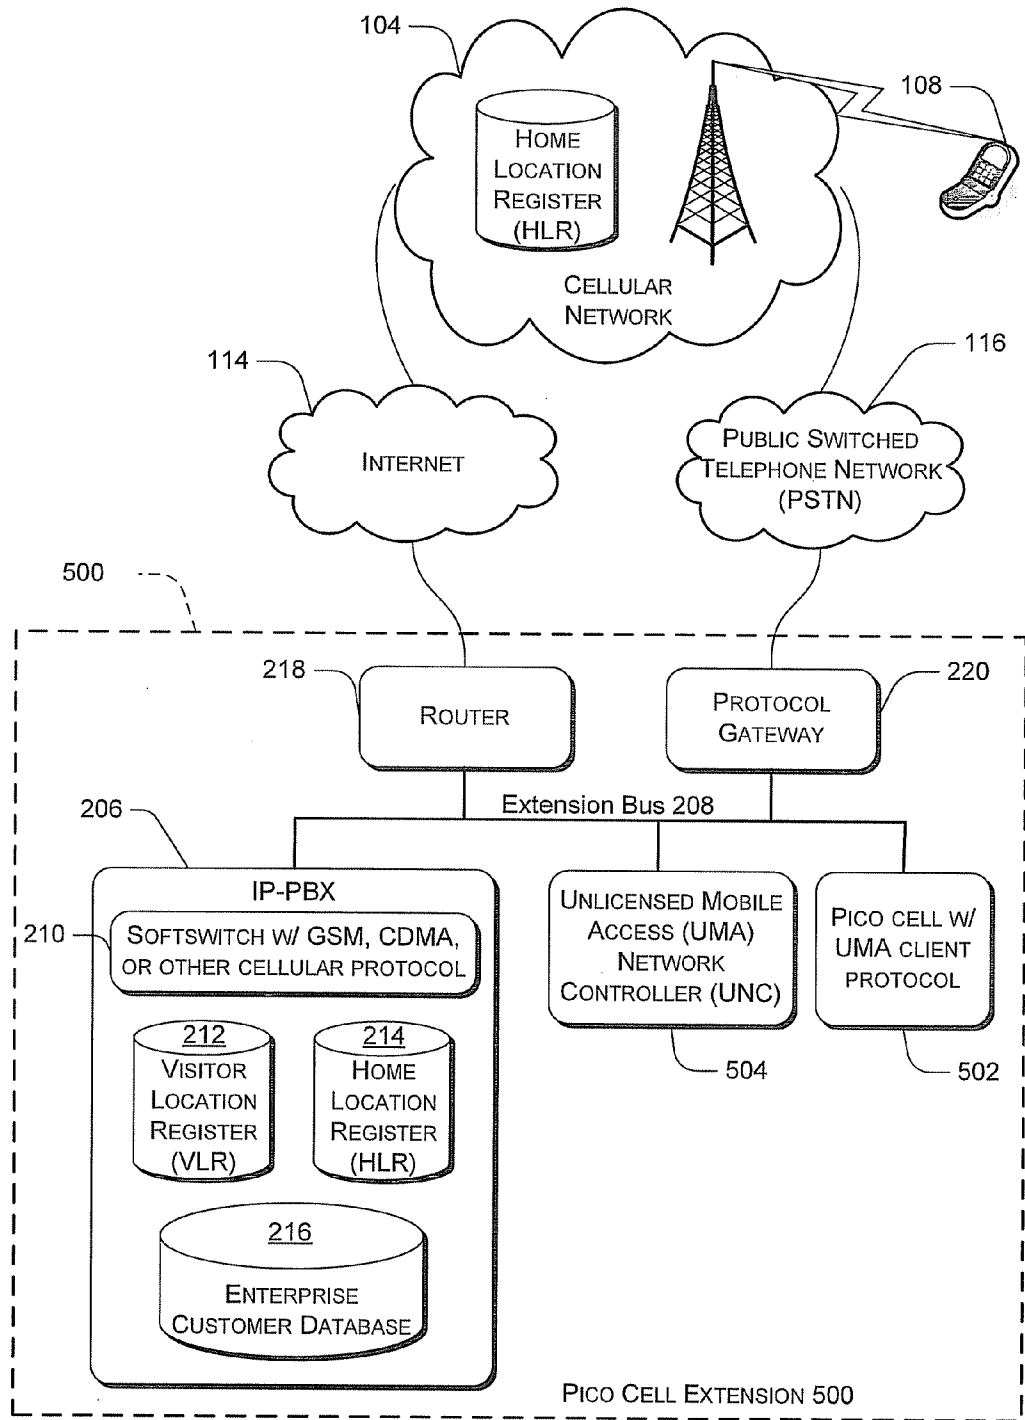 104
108
HOME
LOCATION
REGISTER
(HLR)
CELLULAR
NETWORK
114
116
INTERNET
PUBLIC SWITCHED
TELEPHONE NETWORK
(PSTN)
500
218
220
ROUTER
PROTOCOL
GATEWAY
206
Extension Bus 208
IP-PBX
210
SOFTSWITCH W/ GSM, CDMA,
OR OTHER CELLULAR PROTOCOL
UNLICENSED MOBILE
ACCESS (UMA)
NETWORK
CONTROLLER (UNC)
PICO CELL W/
UMA CLIENT
PROTOCOL
212
VISITOR
LOCATION
REGISTER
(VLR)
214
HOME
LOCATION
REGISTER
(HLR)
504
502
216
ENTERPRISE
CUSTOMER DATABASE
PICO CELL EXTENSION 500